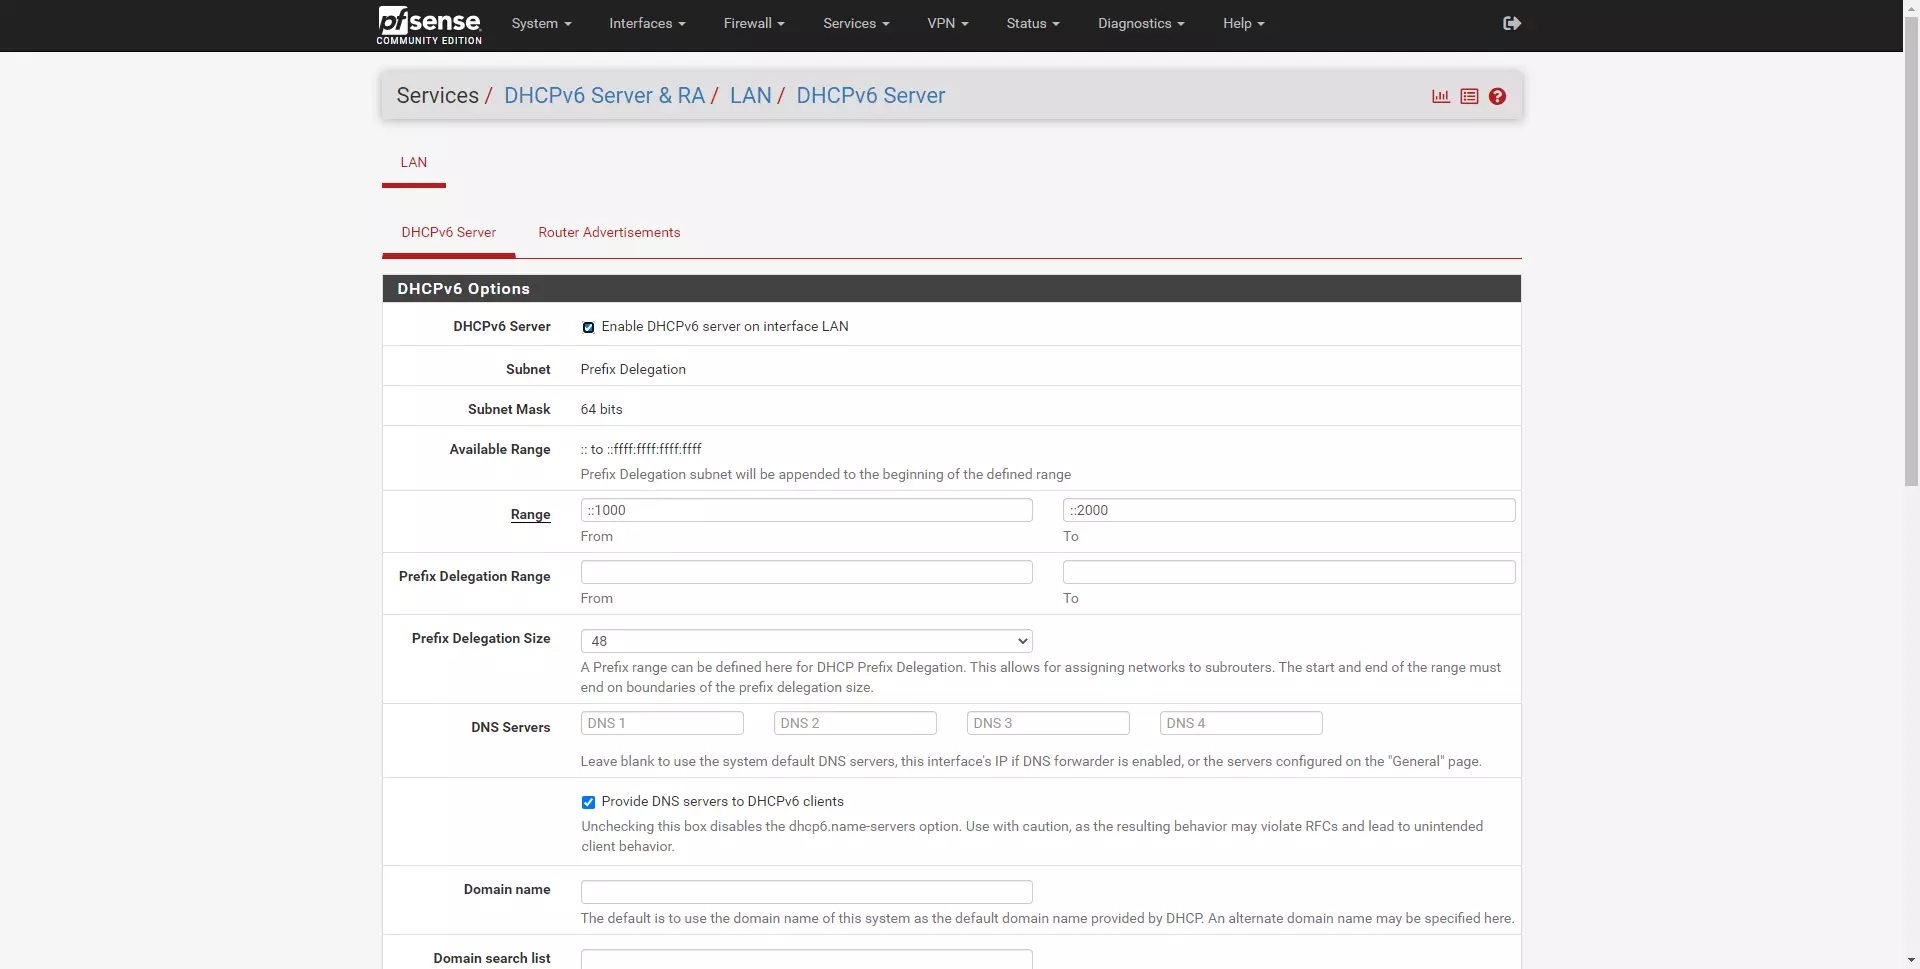 pfsense
COMMUNITY EDITION
System Interfaces Firewall Services VPN Status Diagnostics Help
Services / DHCPv6 Server & RA / LAN / DHCPv6 Server
LAN
DHCPv6 Server Router Advertisements
DHCPv6 Options
DHCPv6 Server Enable DHCPv6 server on interface LAN
Subnet Prefix Delegation
Subnet Mask 64 bits
Available Range :: to ::ffff:ffff:ffff:ffff
Prefix Delegation subnet will be appended to the beginning of the defined range
Range ::1000 ::2000
From To
Prefix Delegation Range
From To
Prefix Delegation Size 48
A Prefix range can be defined here for DHCP Prefix Delegation. This allows for assigning networks to subrouters. The start and end of the range must
end on boundaries of the prefix delegation size.
DNS Servers DNS 1 DNS 2 DNS 3 DNS 4
Leave blank to use the system default DNS servers, this interface's IP if DNS forwarder is enabled, or the servers configured on the "General" page.
Provide DNS servers to DHCPv6 clients
Unchecking this box disables the dhcp6.name-servers option. Use with caution, as the resulting behavior may violate RFCs and lead to unintended
client behavior.
Domain name
The default is to use the domain name of this system as the default domain name provided by DHCP. An alternate domain name may be specified here.
Domain search list